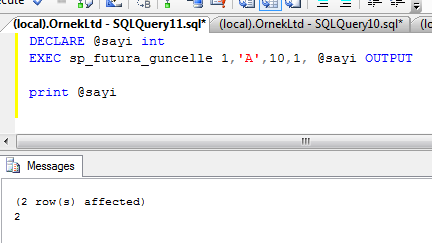 (local).OrnekLtd - SQLQuery11.sql* (local).OrnekLtd - SQLQuery10.sql*
DECLARE @sayi int
EXEC sp_futura_guncelle 1,'A',10,1, @sayi OUTPUT
print @sayi
Messages
(2 row(s) affected)
2